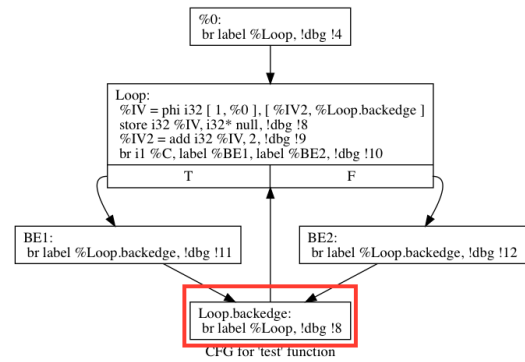 %0:
br label %Loop, !dbg !4
Loop:
%IV = phi i32 [ 1, %0 ], [ %IV2, %Loop.backedge ]
store i32 %IV, i32* null, !dbg !8
%IV2 = add i32 %IV, 2, !dbg !9
br i1 %C, label %BE1, label %BE2, !dbg !10
T F
BE1:
br label %Loop.backedge, !dbg !11
BE2:
br label %Loop.backedge, !dbg !12
Loop.backedge:
br label %Loop, !dbg !8
CFG for 'test' function